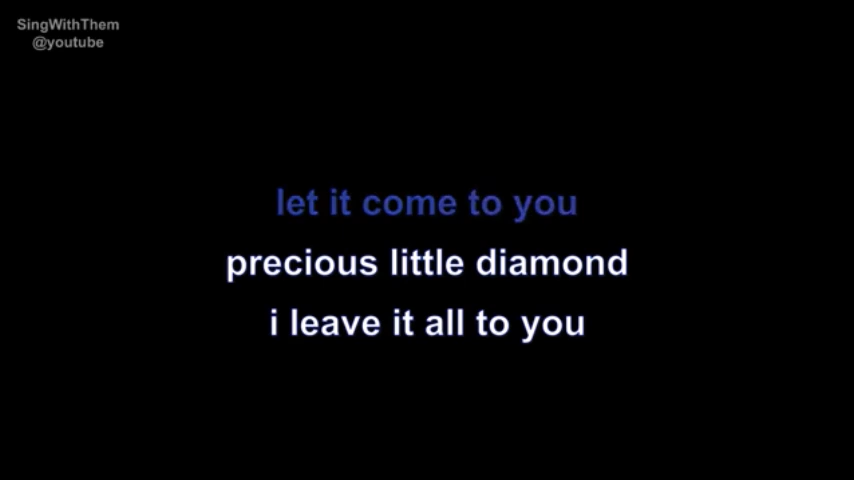 SingWithThem
@youtube
let it come to you
precious little diamond
i leave it all to you